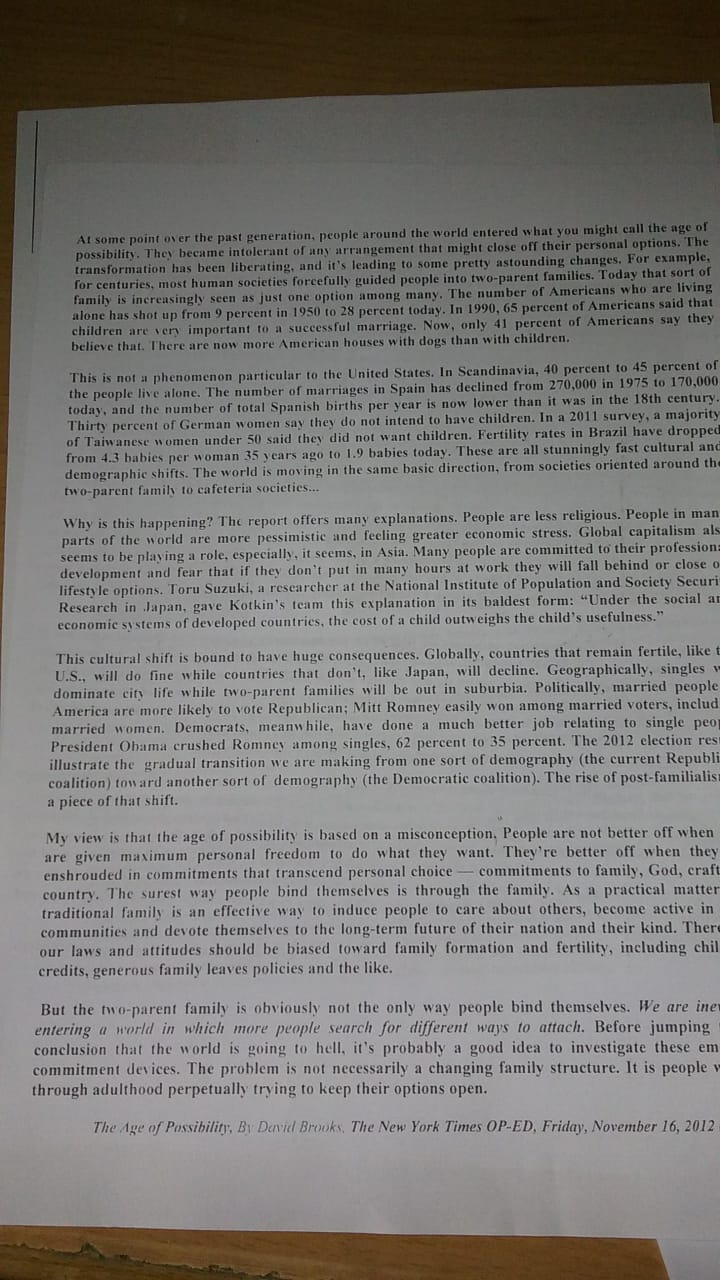 At some point over the past generation, people around the world entered what you might call the age of
possibility. They became intolerant of any arrangement that might close off their personal options. The
transformation has been liberating, and it's leading to some pretty astounding changes. For example,
for centuries, most human societies forcefully guided people into two-parent families. Today that sort of
family is increasingly seen as just one option among many. The number of Americans who are living
alone has shot up from 9 percent in 1950 to 28 percent today. In 1990, 65 percent of Americans said that
children are very important to a successful marriage. Now, only 41 percent of Americans say they
believe that. There are now more American houses with dogs than with children.
This is not a phenomenon particular to the United States. In Scandinavia, 40 percent to 45 percent of
the people live alone. The number of marriages in Spain has declined from 270,000 in 1975 to 170,000
today, and the number of total Spanish births per year is now lower than it was in the 18th century.
Thirty percent of German women say they do not intend to have children. In a 2011 survey, a majority
of Taiwanese women under 50 said they did not want children. Fertility rates in Brazil have dropped
from 4.3 babies per woman 35 years ago to 1.9 babies today. These are all stunningly fast cultural and
demographic shifts. The world is moving in the same basic direction, from societies oriented around the
two-parent family to cafeteria societies...
Why is this happening? The report offers many explanations. People are less religious. People in man
parts of the world are more pessimistic and feeling greater economic stress. Global capitalism als
seems to be playing a role, especially, it seems, in Asia. Many people are committed to their professiona
development and fear that if they don't put in many hours at work they will fall behind or close o
lifestyle options. Toru Suzuki, a researcher at the National Institute of Population and Society Securi
Research in Japan, gave Kotkin's team this explanation in its baldest form: “Under the social an
economic systems of developed countries, the cost of a child outweighs the child's usefulness.”
This cultural shift is bound to have huge consequences. Globally, countries that remain fertile, like t
U.S., will do fine while countries that don't, like Japan, will decline. Geographically, singles w
dominate city life while two-parent families will be out in suburbia. Politically, married people
America are more likely to vote Republican; Mitt Romney easily won among married voters, includ
married women. Democrats, meanwhile, have done a much better job relating to single peop
President Obama crushed Romney among singles, 62 percent to 35 percent. The 2012 election res
illustrate the gradual transition we are making from one sort of demography (the current Republi
coalition) toward another sort of demography (the Democratic coalition). The rise of post-familialis
a piece of that shift.
My view is that the age of possibility is based on a misconception. People are not better off when
are given maximum personal freedom to do what they want. They're better off when they
enshrouded in commitments that transcend personal choice — commitments to family, God, craft
country. The surest way people bind themselves is through the family. As a practical matter
traditional family is an effective way to induce people to care about others, become active in
communities and devote themselves to the long-term future of their nation and their kind. There
our laws and attitudes should be biased toward family formation and fertility, including chil
credits, generous family leaves policies and the like.
But the two-parent family is obviously not the only way people bind themselves. We are ine
entering a world in which more people search for different ways to attach. Before jumping
conclusion that the world is going to hell, it's probably a good idea to investigate these em
commitment devices. The problem is not necessarily a changing family structure. It is people w
through adulthood perpetually trying to keep their options open.
The Age of Possibility, By David Brooks, The New York Times OP-ED, Friday, November 16, 2012